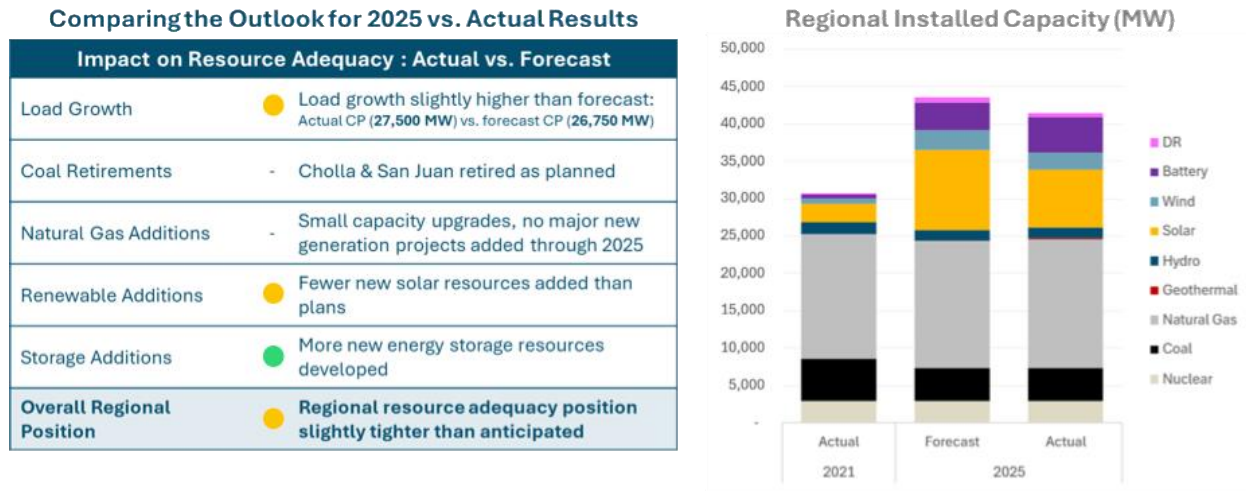 Comparing the Outlook for 2025 vs. Actual Results
Impact on Resource Adequacy : Actual vs. Forecast
Load Growth
Load growth slightly higher than forecast:
Actual CP (27,500 MW) vs. forecast CP (26,750 MW)
Coal Retirements
-
Cholla & San Juan retired as planned
Natural Gas Additions
-
Small capacity upgrades, no major new
generation projects added through 2025
Renewable Additions
Fewer new solar resources added than
plans
Storage Additions
More new energy storage resources
developed
Overall Regional
Position
Regional resource adequacy position
slightly tighter than anticipated
Regional Installed Capacity (MW)
50,000
45,000
40,000
35,000
30,000
25,000
20,000
15,000
10,000
5,000
-
Actual
Forecast
Actual
2021
2025
DR
Battery
Wind
Solar
Hydro
Geothermal
Natural Gas
Coal
Nuclear